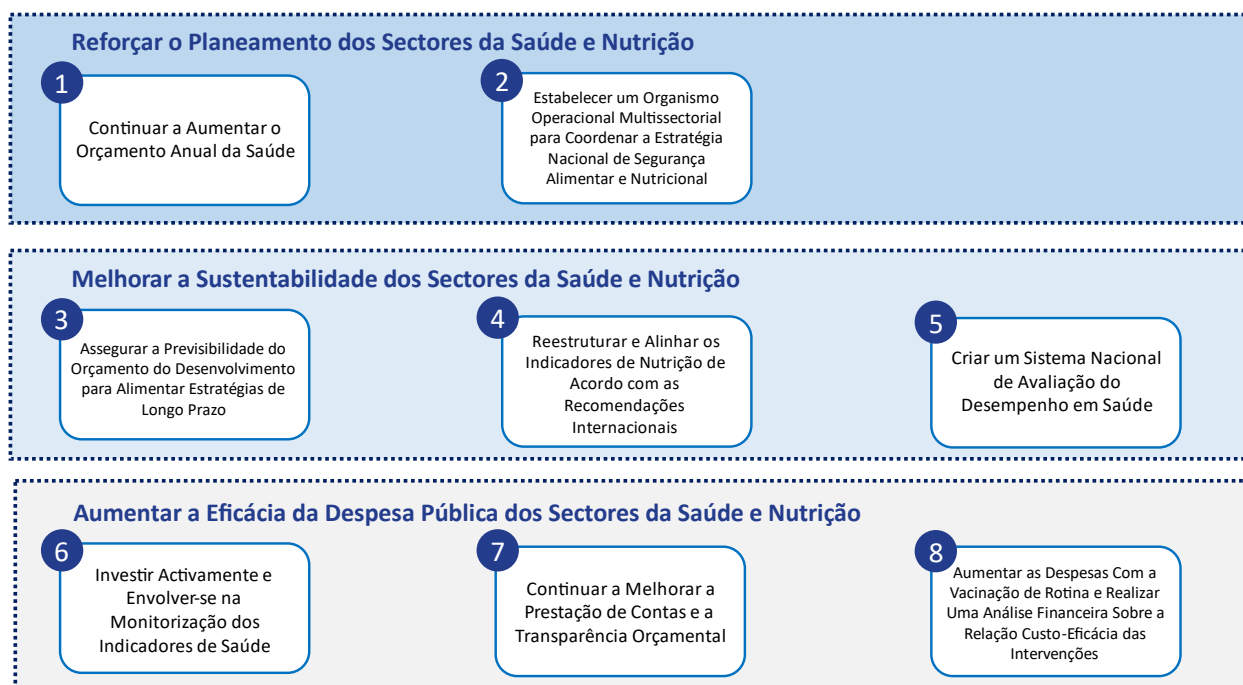 Reforçar o Planeamento dos Sectores da Saúde e Nutrição
1
Continuar a Aumentar o
Orçamento Anual da Saúde
2
Estabelecer um Organismo
Operacional Multissectorial
para Coordenar a Estratégia
Nacional de Segurança
Alimentar e Nutricional
Melhorar a Sustentabilidade dos Sectores da Saúde e Nutrição
3
Assegurar a Previsibilidade do
Orçamento do Desenvolvimento
para Alimentar Estratégias de
Longo Prazo
4
Reestruturar e Alinhar os
Indicadores de Nutrição de
Acordo com as
Recomendações
Internacionais
5
Criar um Sistema Nacional
de Avaliação do
Desempenho em Saúde
Aumentar a Eficácia da Despesa Pública dos Sectores da Saúde e Nutrição
6
Investir Activamente e
Envolver-se na
Monitorização dos
Indicadores de Saúde
7
Continuar a Melhorar a
Prestação de Contas e a
Transparência Orçamental
8
Aumentar as Despesas Com a
Vacinação de Rotina e Realizar
Uma Análise Financeira Sobre a
Relação Custo-Eficácia das
Intervenções